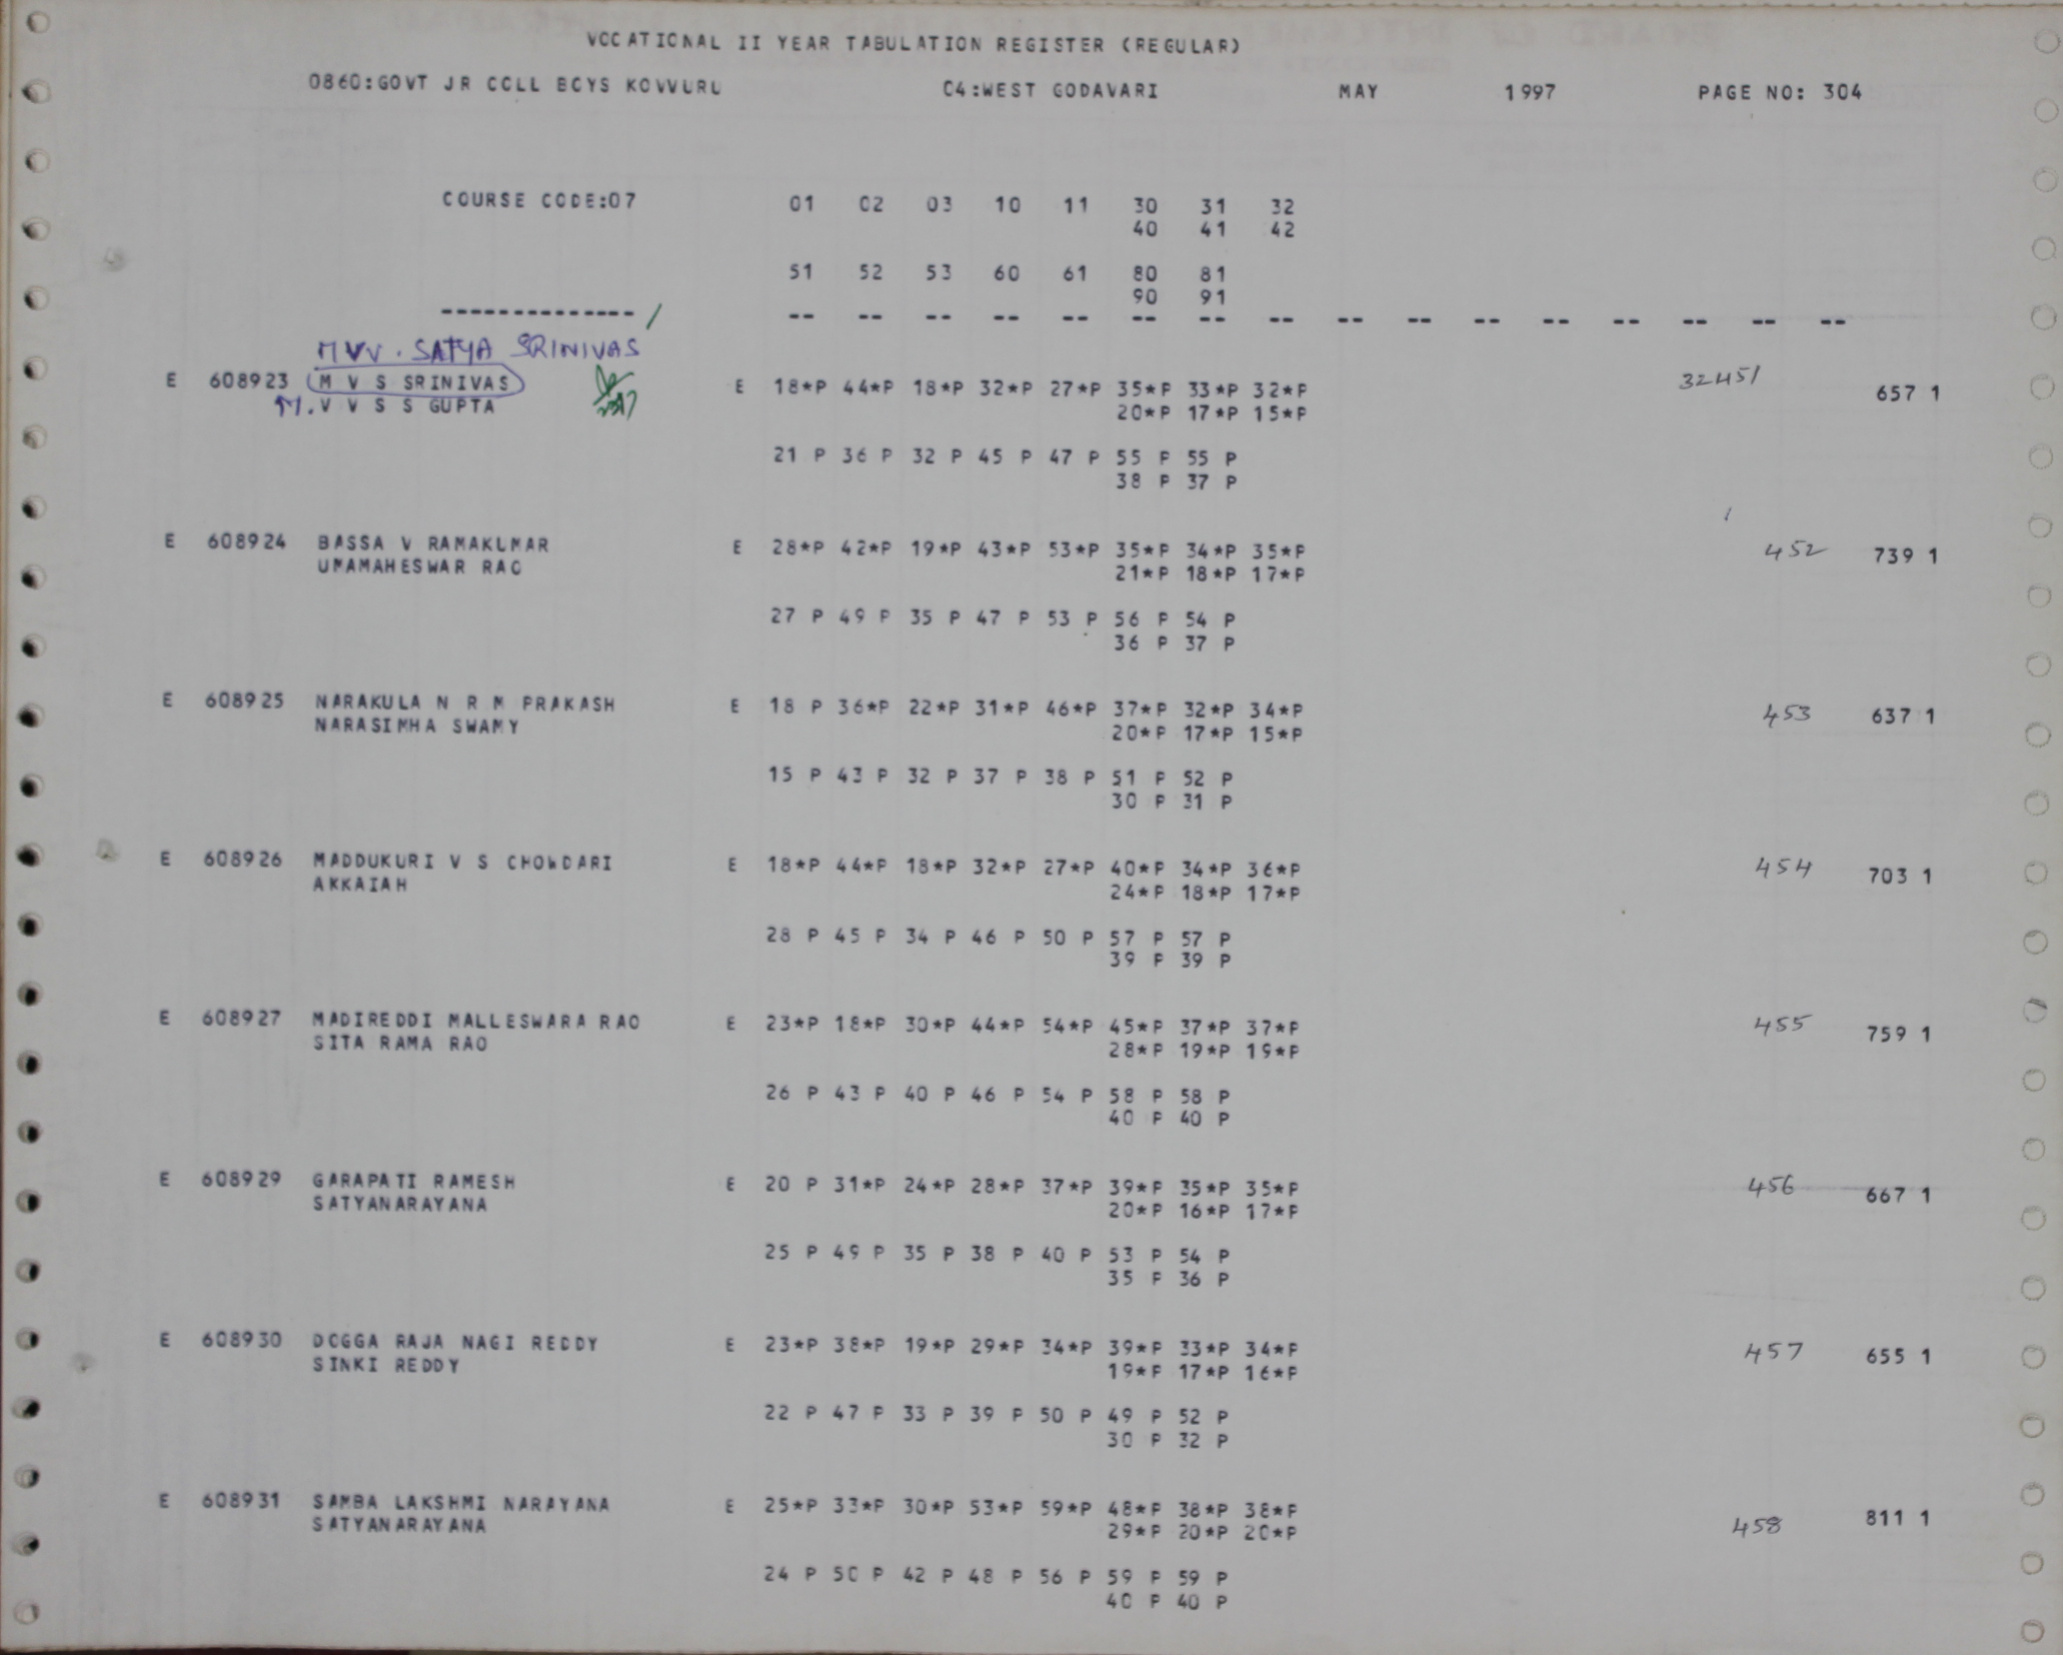 VOCATIONAL II YEAR TABULATION REGISTER (REGULAR)
0860:GOVT JR COLL BOYS KOVVURU 04:WEST GODAVARI MAY 1997 PAGE NO: 304
COURSE CODE:07 01 02 03 10 11 30 31 32
40 41 42
51 52 53 60 61 80 81
90 91
-------------- -- -- -- -- -- -- -- -- -- -- -- -- -- -- -- --
MVV. SATYA SRINIVAS
E 608923 M V S SRINIVAS E 18*P 44*P 18*P 32*P 27*P 35*P 33*P 32*P 32451 657 1
M. V V S S GUPTA 20*P 17*P 15*P
21 P 36 P 32 P 45 P 47 P 55 P 55 P
38 P 37 P
E 608924 BASSA V RAMAKUMAR E 28*P 42*P 19*P 43*P 53*P 35*P 34*P 35*P 452 739 1
UMAMAHESWAR RAO 21*P 18*P 17*P
27 P 49 P 35 P 47 P 53 P 56 P 54 P
36 P 37 P
E 608925 NARAKULA N R M PRAKASH E 18 P 36*P 22*P 31*P 46*P 37*P 32*P 34*P 453 637 1
NARASIMHA SWAMY 20*P 17*P 15*P
15 P 43 P 32 P 37 P 38 P 51 P 52 P
30 P 31 P
E 608926 MADDUKURI V S CHOWDARI E 18*P 44*P 18*P 32*P 27*P 40*P 34*P 36*P 454 703 1
AKKAIAH 24*P 18*P 17*P
28 P 45 P 34 P 46 P 50 P 57 P 57 P
39 P 39 P
E 608927 MADIREDDI MALLESWARA RAO E 23*P 18*P 30*P 44*P 54*P 45*P 37*P 37*P 455 759 1
SITA RAMA RAO 28*P 19*P 19*P
26 P 43 P 40 P 46 P 54 P 58 P 58 P
40 P 40 P
E 608929 GARAPATI RAMESH E 20 P 31*P 24*P 28*P 37*P 39*P 35*P 35*P 456 667 1
SATYANARAYANA 20*P 16*P 17*P
25 P 49 P 35 P 38 P 40 P 53 P 54 P
35 P 36 P
E 608930 DOGGA RAJA NAGI REDDY E 23*P 38*P 19*P 29*P 34*P 39*P 33*P 34*P 457 655 1
SINKI REDDY 19*P 17*P 16*P
22 P 47 P 33 P 39 P 50 P 49 P 52 P
30 P 32 P
E 608931 SAMBA LAKSHMI NARAYANA E 25*P 33*P 30*P 53*P 59*P 48*P 38*P 38*P 458 811 1
SATYANARAYANA 29*P 20*P 20*P
24 P 50 P 42 P 48 P 56 P 59 P 59 P
40 P 40 P